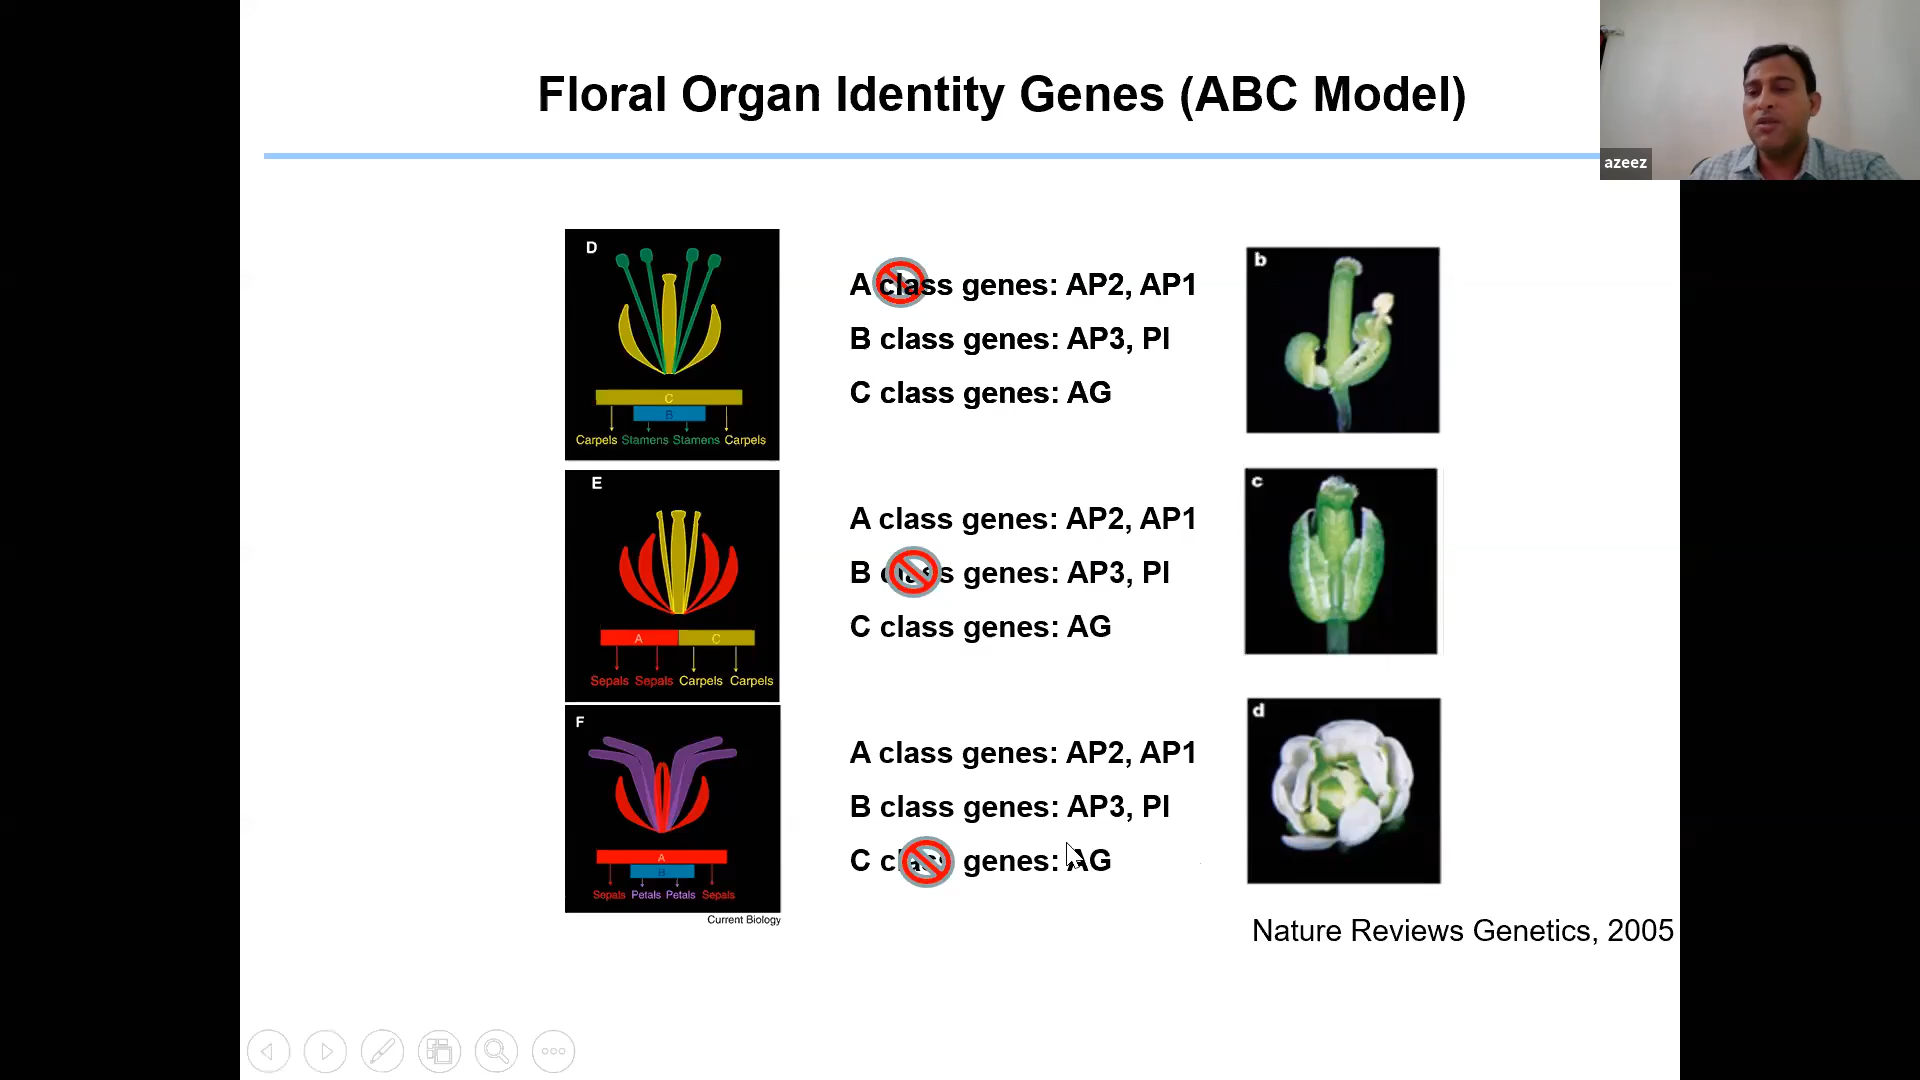 Floral Organ Identity Genes (ABC Model)
azeez
D
C
B
Carpels Stamens Stamens Carpels
A class genes: AP2, AP1
B class genes: AP3, PI
C class genes: AG
b
E
A C
Sepals Sepals Carpels Carpels
A class genes: AP2, AP1
B class genes: AP3, PI
C class genes: AG
c
F
A
B
Sepals Petals Petals Sepals
Current Biology
A class genes: AP2, AP1
B class genes: AP3, PI
C class genes: AG
d
Nature Reviews Genetics, 2005